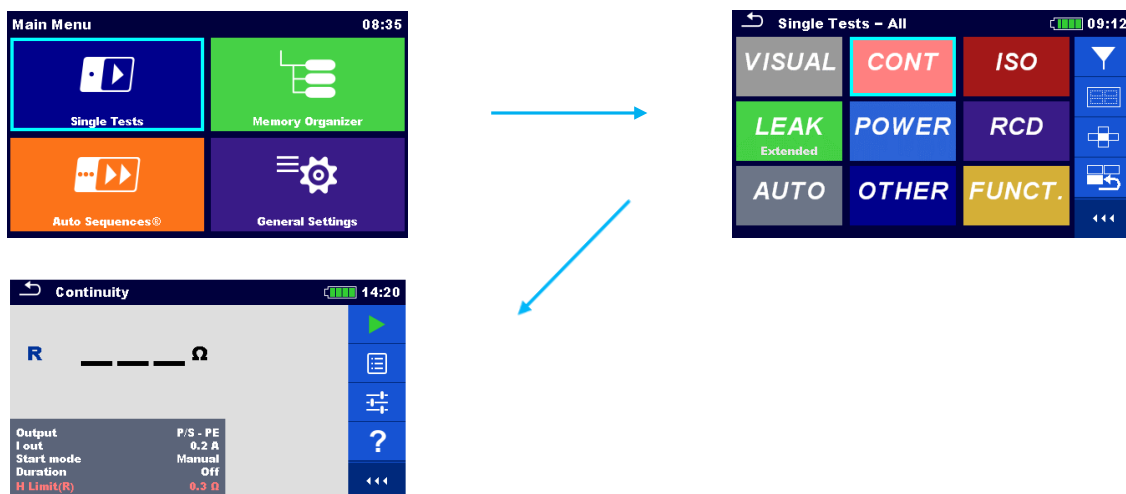 Main Menu 08:35
Single Tests Memory Organizer
Auto Sequences® General Settings
Single Tests – All 09:12
VISUAL CONT ISO
LEAK POWER RCD
Extended
AUTO OTHER FUNCT.
Continuity 14:20
R _ _ _ Ω
?
Output P/S - PE
I out 0.2 A
Start mode Manual
Duration Off
H Limit(R) 0.3 Ω